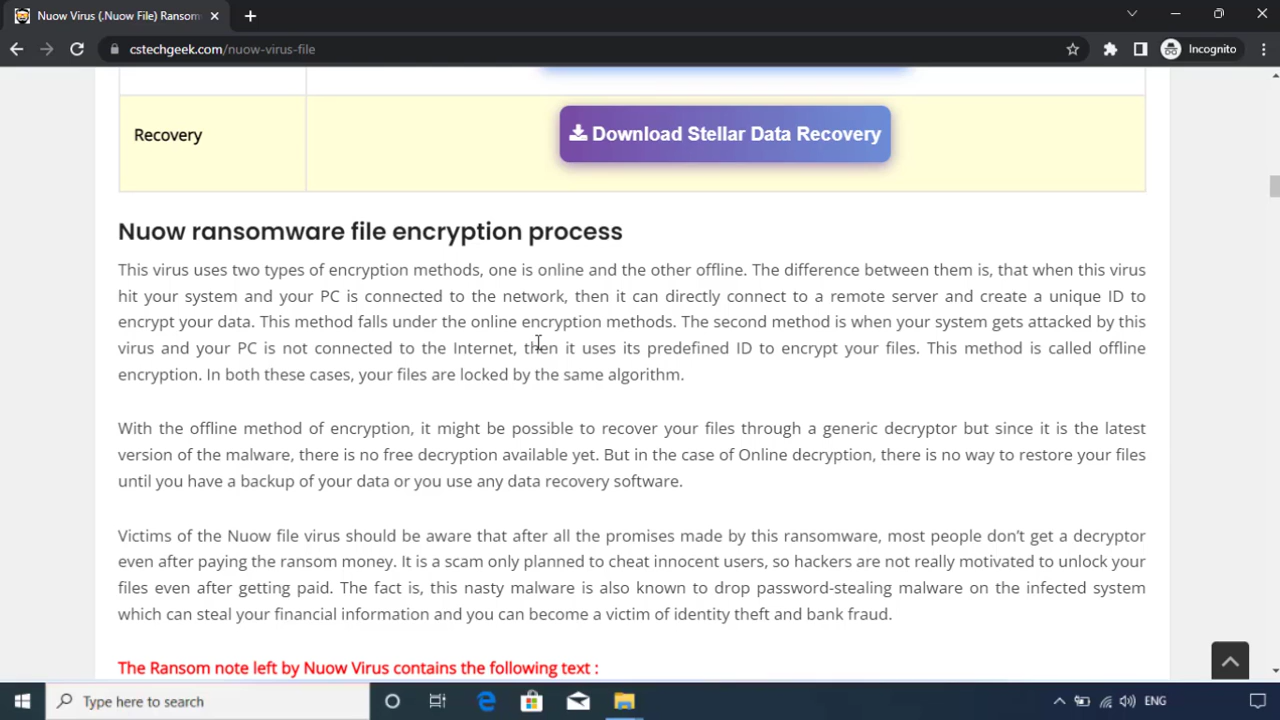 Nuow Virus (.Nuow File) Ransom
cstechgeek.com/nuow-virus-file
Incognito
Recovery
Download Stellar Data Recovery
Nuow ransomware file encryption process
This virus uses two types of encryption methods, one is online and the other offline. The difference between them is, that when this virus
hit your system and your PC is connected to the network, then it can directly connect to a remote server and create a unique ID to
encrypt your data. This method falls under the online encryption methods. The second method is when your system gets attacked by this
virus and your PC is not connected to the Internet, then it uses its predefined ID to encrypt your files. This method is called offline
encryption. In both these cases, your files are locked by the same algorithm.
With the offline method of encryption, it might be possible to recover your files through a generic decryptor but since it is the latest
version of the malware, there is no free decryption available yet. But in the case of Online decryption, there is no way to restore your files
until you have a backup of your data or you use any data recovery software.
Victims of the Nuow file virus should be aware that after all the promises made by this ransomware, most people don't get a decryptor
even after paying the ransom money. It is a scam only planned to cheat innocent users, so hackers are not really motivated to unlock your
files even after getting paid. The fact is, this nasty malware is also known to drop password-stealing malware on the infected system
which can steal your financial information and you can become a victim of identity theft and bank fraud.
The Ransom note left by Nuow Virus contains the following text :
Type here to search
ENG